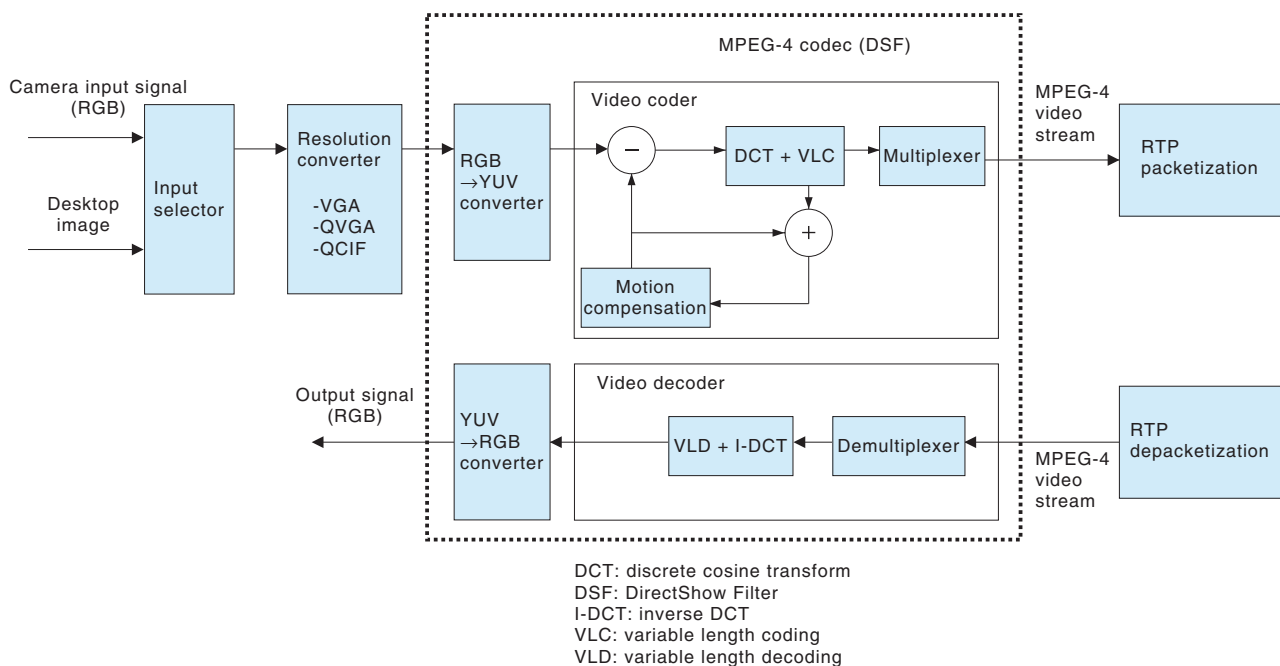 MPEG-4 codec (DSF)
Camera input signal
(RGB)
Desktop
image
Input
selector
Resolution
converter
-VGA
-QVGA
-QCIF
RGB
→YUV
converter
Video coder
−
DCT + VLC
Multiplexer
+
Motion
compensation
MPEG-4
video
stream
RTP
packetization
Output signal
(RGB)
YUV
→RGB
converter
Video decoder
VLD + I-DCT
Demultiplexer
MPEG-4
video
stream
RTP
depacketization
DCT: discrete cosine transform
DSF: DirectShow Filter
I-DCT: inverse DCT
VLC: variable length coding
VLD: variable length decoding